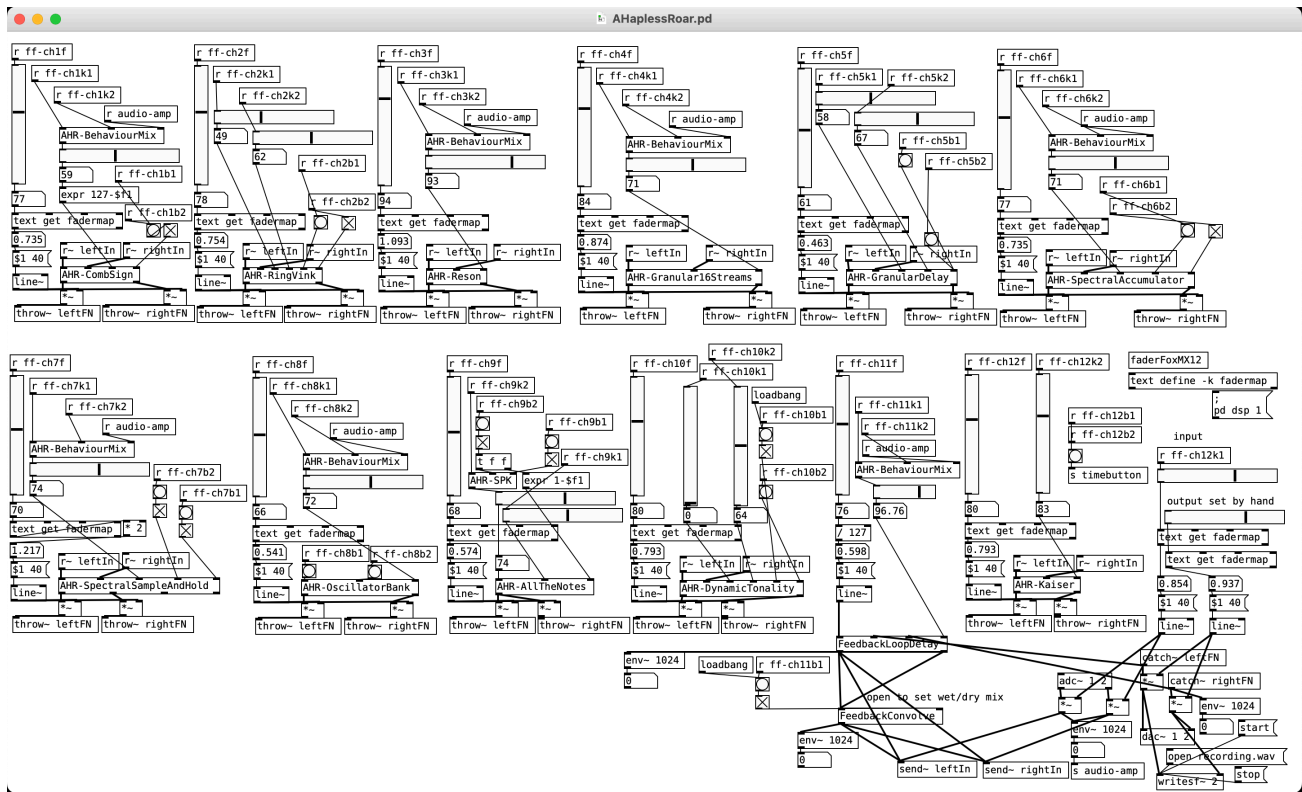 AHaplessRoar.pd
r ff-ch1f
r ff-ch1k1
r ff-ch1k2
r audio-amp
AHR-BehaviourMix
59
r ff-ch1b1
expr 127-$f1
77
r ff-ch1b2
text get fadermap
0.735
r~ leftIn
r~ rightIn
$1 40
AHR-CombSign
line~
*~
*~
throw~ leftFN
throw~ rightFN
r ff-ch2f
r ff-ch2k1
r ff-ch2k2
49
62
r ff-ch2b1
78
r ff-ch2b2
text get fadermap
0.754
r~ leftIn
r~ rightIn
$1 40
AHR-RingVink
line~
*~
*~
throw~ leftFN
throw~ rightFN
r ff-ch3f
r ff-ch3k1
r ff-ch3k2
r audio-amp
AHR-BehaviourMix
93
94
text get fadermap
1.093
r~ leftIn
r~ rightIn
$1 40
AHR-Reson
line~
*~
*~
throw~ leftFN
throw~ rightFN
r ff-ch4f
r ff-ch4k1
r ff-ch4k2
r audio-amp
AHR-BehaviourMix
71
84
text get fadermap
0.874
r~ leftIn
r~ rightIn
$1 40
AHR-Granular16Streams
line~
*~
*~
throw~ leftFN
throw~ rightFN
r ff-ch5f
r ff-ch5k1
r ff-ch5k2
58
67
r ff-ch5b1
r ff-ch5b2
61
text get fadermap
0.463
r~ leftIn
r~ rightIn
$1 40
AHR-GranularDelay
line~
*~
*~
throw~ leftFN
throw~ rightFN
r ff-ch6f
r ff-ch6k1
r ff-ch6k2
r audio-amp
AHR-BehaviourMix
71
r ff-ch6b1
77
r ff-ch6b2
text get fadermap
0.735
r~ leftIn
r~ rightIn
$1 40
AHR-SpectralAccumulator
line~
*~
*~
throw~ leftFN
throw~ rightFN
r ff-ch7f
r ff-ch7k1
r ff-ch7k2
r audio-amp
AHR-BehaviourMix
r ff-ch7b2
74
r ff-ch7b1
70
text get fadermap
* 2
1.217
r~ leftIn
r~ rightIn
$1 40
AHR-SpectralSampleAndHold
line~
*~
*~
throw~ leftFN
throw~ rightFN
r ff-ch8f
r ff-ch8k1
r ff-ch8k2
r audio-amp
AHR-BehaviourMix
72
66
text get fadermap
0.541
r ff-ch8b1
r ff-ch8b2
$1 40
AHR-OscillatorBank
line~
*~
*~
throw~ leftFN
throw~ rightFN
r ff-ch9f
r ff-ch9k2
r ff-ch9b2
r ff-ch9b1
t f f
r ff-ch9k1
AHR-SPK
expr 1-$f1
68
text get fadermap
0.574
74
$1 40
AHR-AllTheNotes
line~
*~
*~
throw~ leftFN
throw~ rightFN
r ff-ch10k2
r ff-ch10f
r ff-ch10k1
loadbang
r ff-ch10b1
r ff-ch10b2
80
0
64
text get fadermap
0.793
r~ leftIn
r~ rightIn
$1 40
AHR-DynamicTonality
line~
*~
*~
throw~ leftFN
throw~ rightFN
r ff-ch11f
r ff-ch11k1
r ff-ch11k2
r audio-amp
AHR-BehaviourMix
76
96.76
/ 127
0.598
$1 40
line~
FeedbackLoopDelay
env~ 1024
0
loadbang
r ff-ch11b1
open to set wet/dry mix
FeedbackConvolve
env~ 1024
0
send~ leftIn
send~ rightIn
r ff-ch12f
r ff-ch12k2
80
83
text get fadermap
0.793
r~ leftIn
r~ rightIn
$1 40
AHR-Kaiser
line~
*~
*~
throw~ leftFN
throw~ rightFN
faderFoxMX12
text define -k fadermap
;
pd dsp 1
r ff-ch12b1
r ff-ch12b2
s timebutton
input
r ff-ch12k1
output set by hand
text get fadermap
text get fadermap
0.854
0.937
$1 40
$1 40
line~
line~
catch~ leftFN
adc~ 1 2
*~
catch~ rightFN
*~
*~
*~
env~ 1024
env~ 1024
0
start
dac~ 1 2
0
open recording.wav
s audio-amp
stop
writesf~ 2